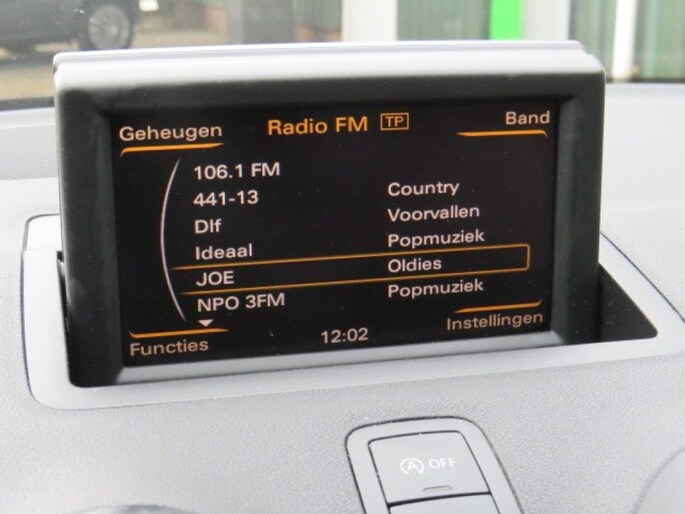 Geheugen Radio FM TP Band
106.1 FM
441-13 Country
Dlf Voorvallen
Ideaal Popmuziek
JOE Oldies
NPO 3FM Popmuziek
Functies 12:02 Instellingen
A OFF